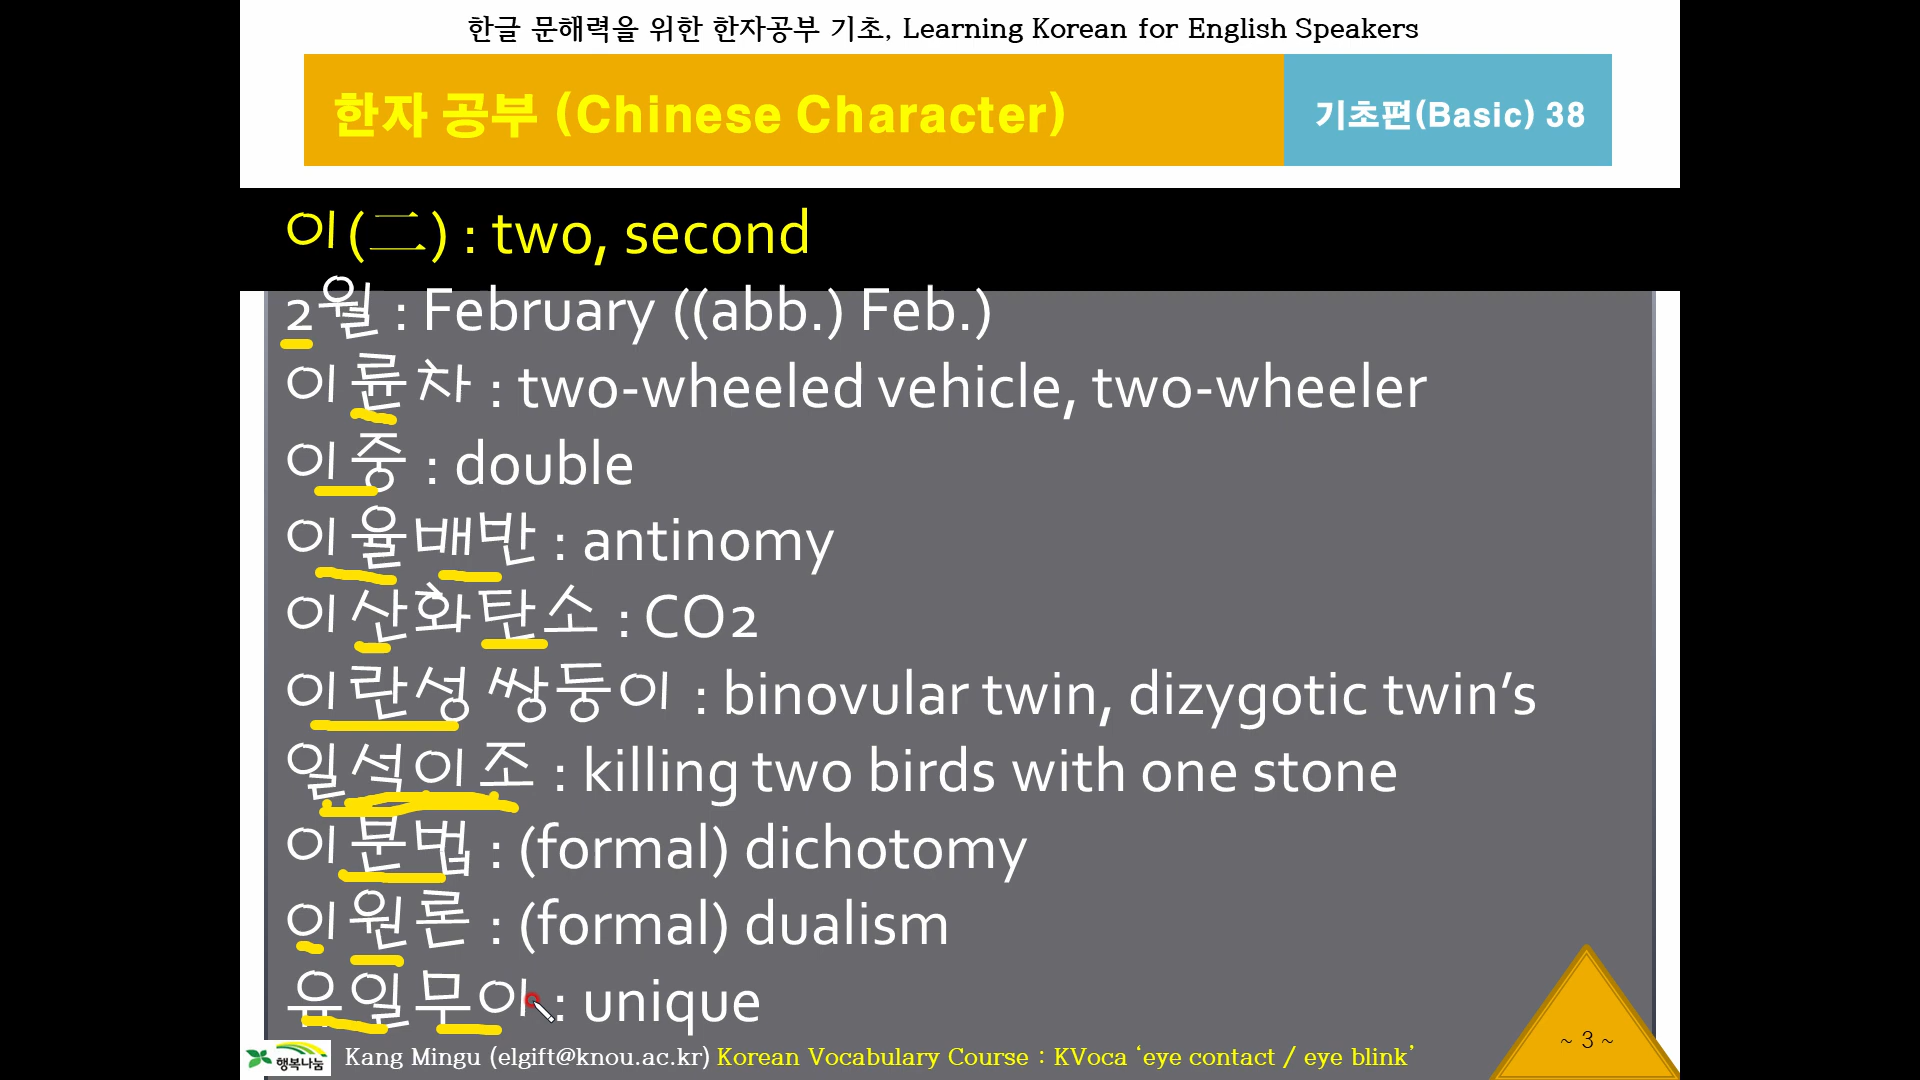 한글 문해력을 위한 한자공부 기초, Learning Korean for English Speakers
한자 공부 (Chinese Character)
기초편(Basic) 38
이(二) : two, second
2월 : February ((abb.) Feb.)
이륜차 : two-wheeled vehicle, two-wheeler
이중 : double
이율배반 : antinomy
이산화탄소 : CO2
이란성 쌍둥이 : binovular twin, dizygotic twin’s
일석이조 : killing two birds with one stone
이분법 : (formal) dichotomy
이원론 : (formal) dualism
유일무이 : unique
행복나눔
Kang Mingu (elgift@knou.ac.kr) Korean Vocabulary Course : KVoca ‘eye contact / eye blink’
~ 3 ~